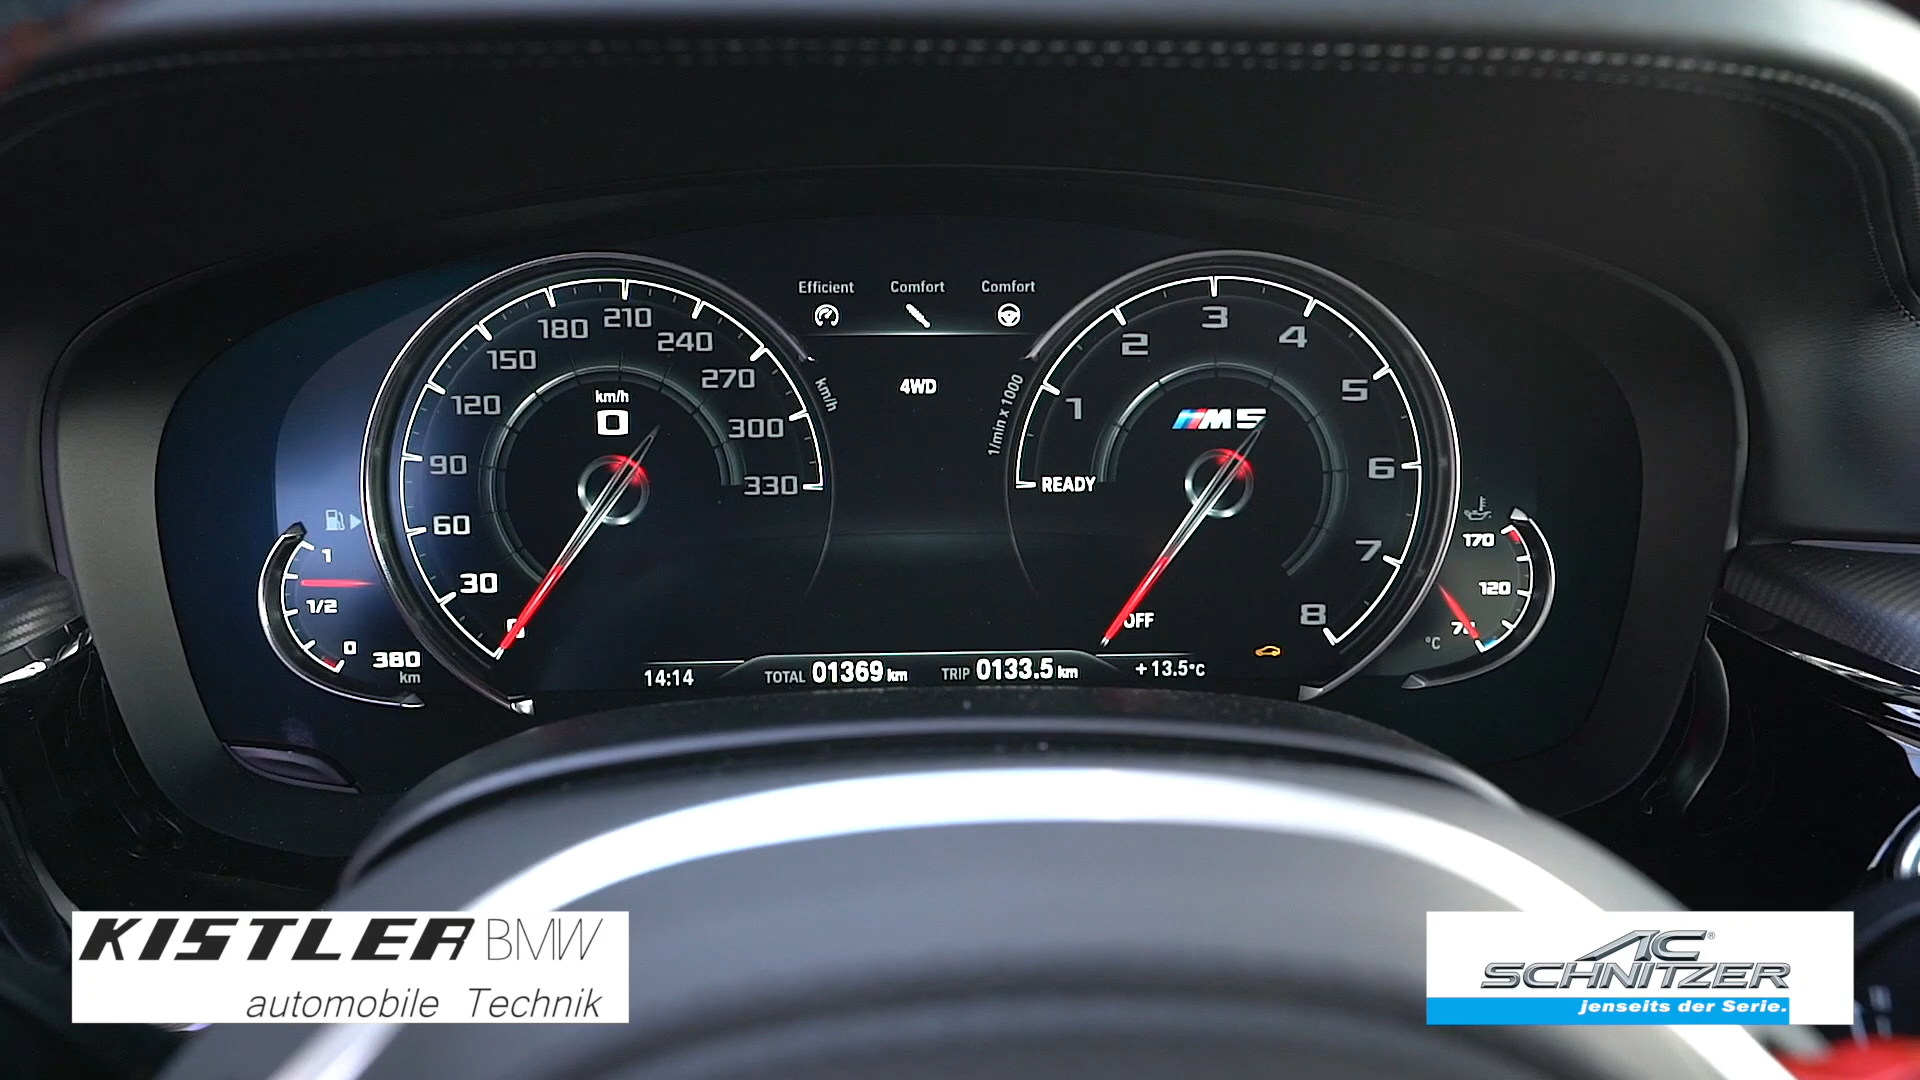 Efficient Comfort Comfort
4WD
km/h
0
0
30
60
90
120
150
180
210
240
270
300
330
km/h
1/min x 1000
M5
OFF
READY
1
2
3
4
5
6
7
8
1
1/2
0
380
km
170
120
°C
14:14
TOTAL 01369 km
TRIP 0133.5 km
+13.5°C
KISTLER BMW
automobile Technik
AC
SCHNITZER
jenseits der Serie.